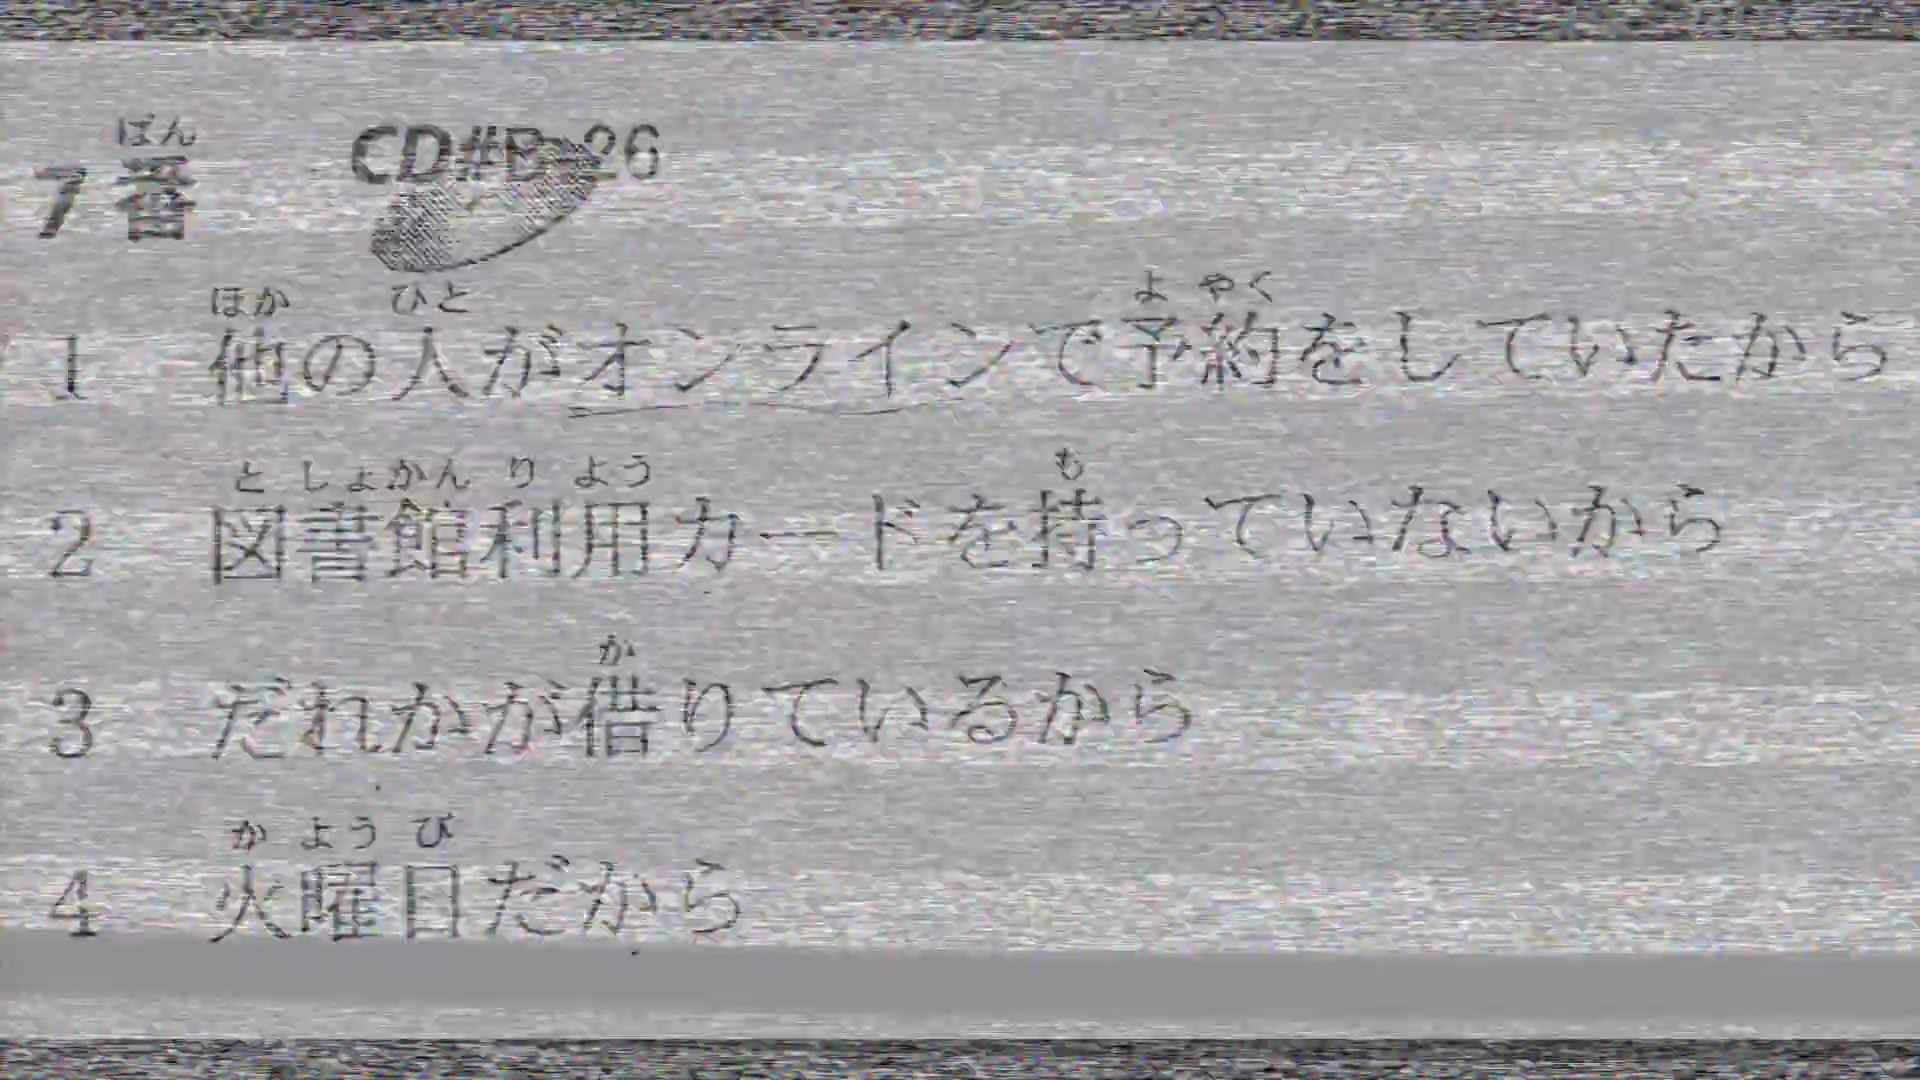 ばん
7番 CD#B-26
ほか ひと よ やく
1 他の人がオンラインで予約をしていたから
と しょかん り よう も
2 図書館利用カードを持っていないから
か
3 だれかが借りているから
か よう び
4 火曜日だから